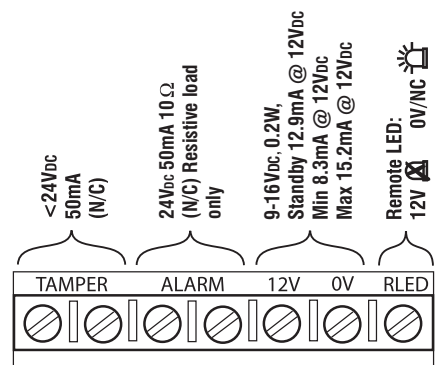 <24VDC
50mA
(N/C)
24VDC 50mA 10Ω
(N/C) Resistive load
only
9-16VDC, 0.2W,
Standby 12.9mA @ 12VDC
Min 8.3mA @ 12VDC
Max 15.2mA @ 12VDC
Remote LED:
12V 0V/NC
TAMPER ALARM 12V 0V RLED